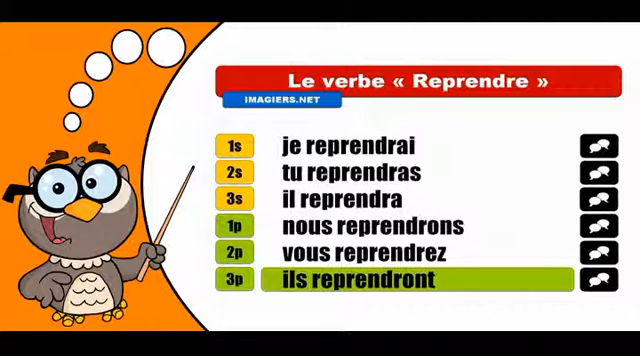 Le verbe « Reprendre »
IMAGIERS.NET
1s je reprendrai
2s tu reprendras
3s il reprendra
1p nous reprendrons
2p vous reprendrez
3p ils reprendront